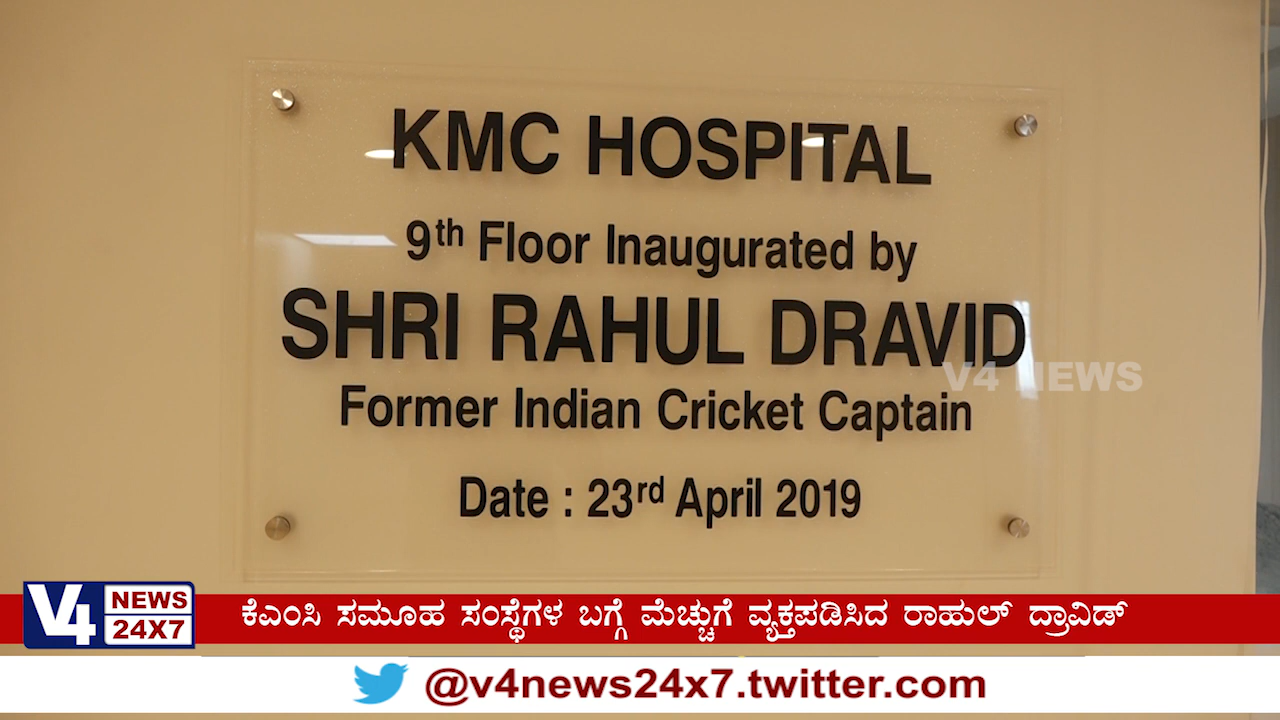 KMC HOSPITAL
9th Floor Inaugurated by
SHRI RAHUL DRAVID
Former Indian Cricket Captain
Date : 23rd April 2019
V4 NEWS
V4 NEWS 24X7
ಕೆಎಂಸಿ ಸಮೂಹ ಸಂಸ್ಥೆಗಳ ಬಗ್ಗೆ ಮೆಚ್ಚುಗೆ ವ್ಯಕ್ತಪಡಿಸಿದ ರಾಹುಲ್ ದ್ರಾವಿಡ್
@v4news24x7.twitter.com